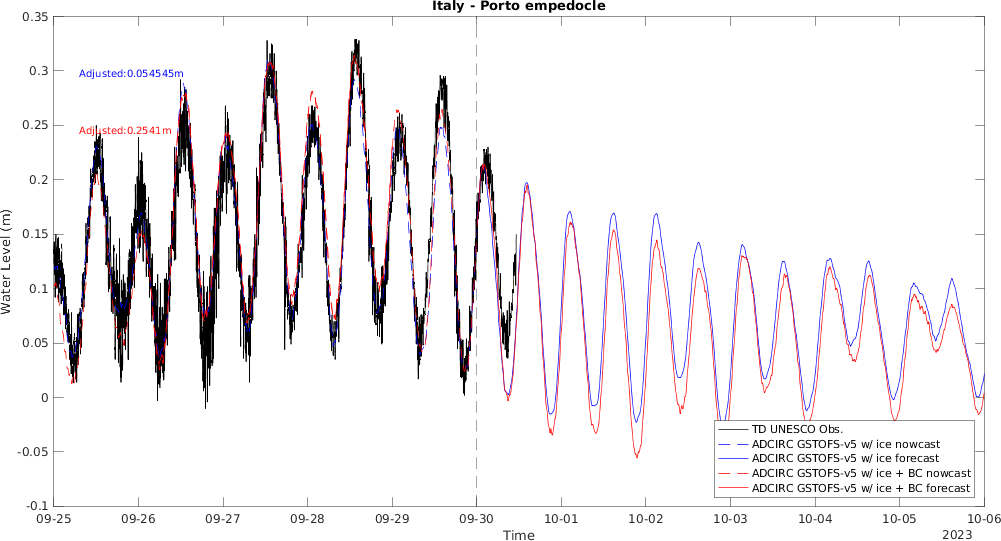 Italy - Porto empedocle
Water Level (m)
0.35
0.3
0.25
0.2
0.15
0.1
0.05
0
-0.05
-0.1
Adjusted:0.054545m
Adjusted:0.2541m
TD UNESCO Obs.
ADCIRC GSTOFS-v5 w/ ice nowcast
ADCIRC GSTOFS-v5 w/ ice forecast
ADCIRC GSTOFS-v5 w/ ice + BC nowcast
ADCIRC GSTOFS-v5 w/ ice + BC forecast
09-25 09-26 09-27 09-28 09-29 09-30 10-01 10-02 10-03 10-04 10-05 10-06
Time
2023